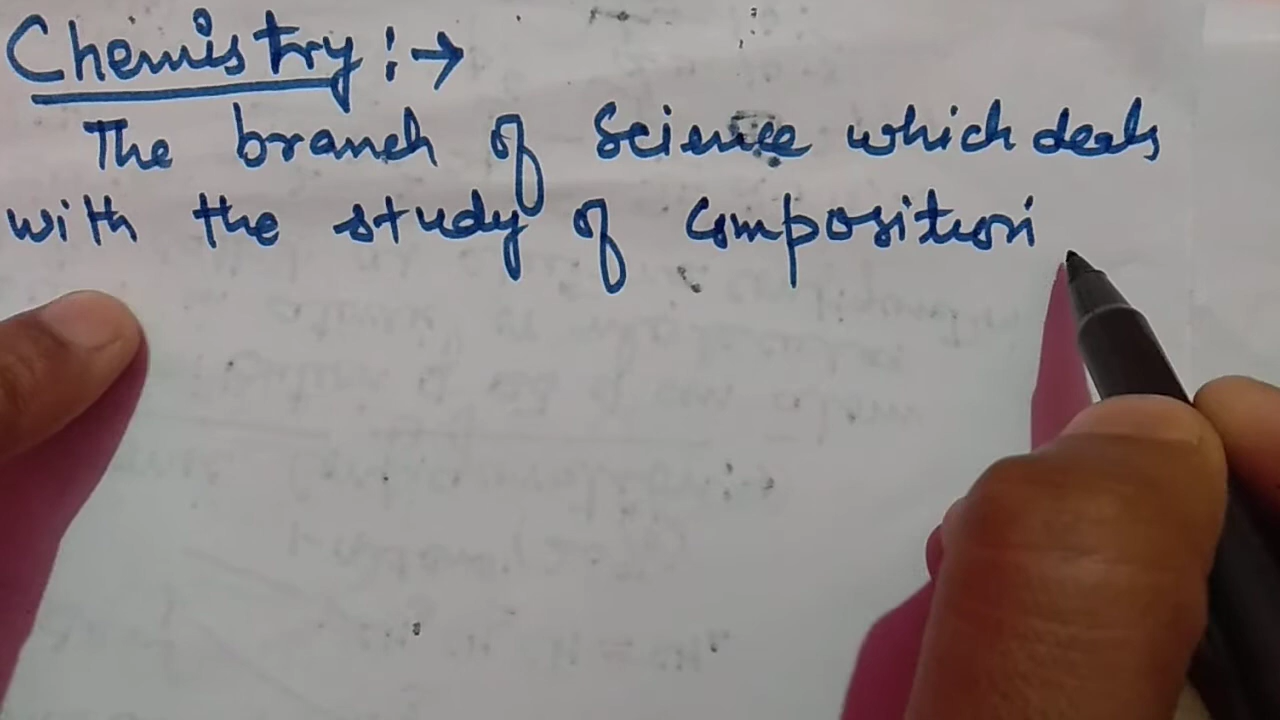 Chemistry :→
The branch of Science which deals
with the study of composition